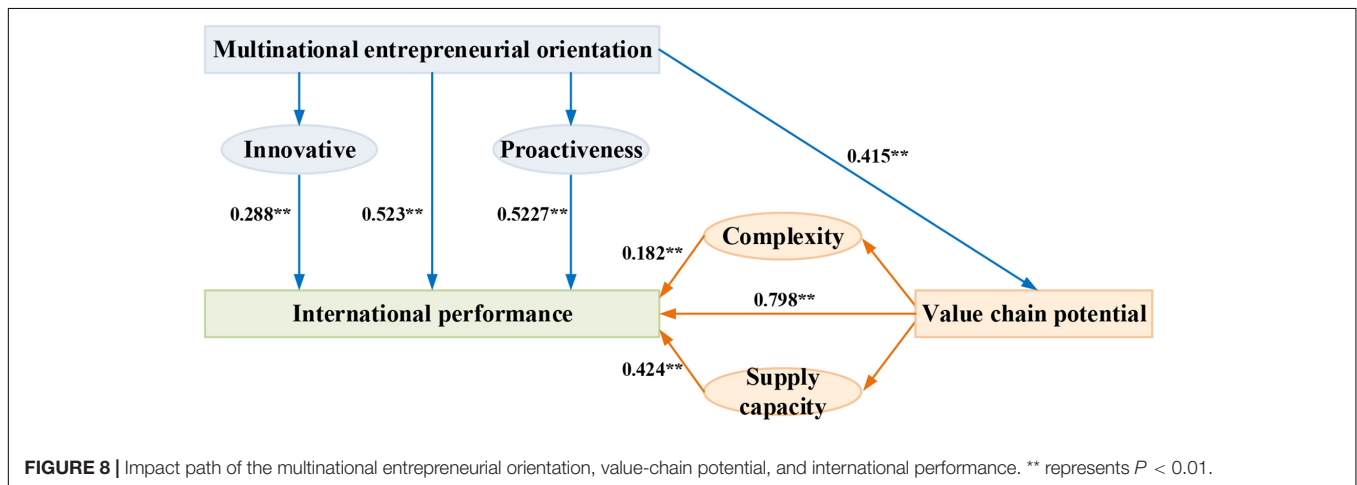 Multinational entrepreneurial orientation
Innovative
Proactiveness
0.415**
0.288**
0.523**
0.5227**
Complexity
0.182**
0.798**
International performance
Value chain potential
0.424**
Supply
capacity
FIGURE 8 | Impact path of the multinational entrepreneurial orientation, value-chain potential, and international performance. ** represents P < 0.01.